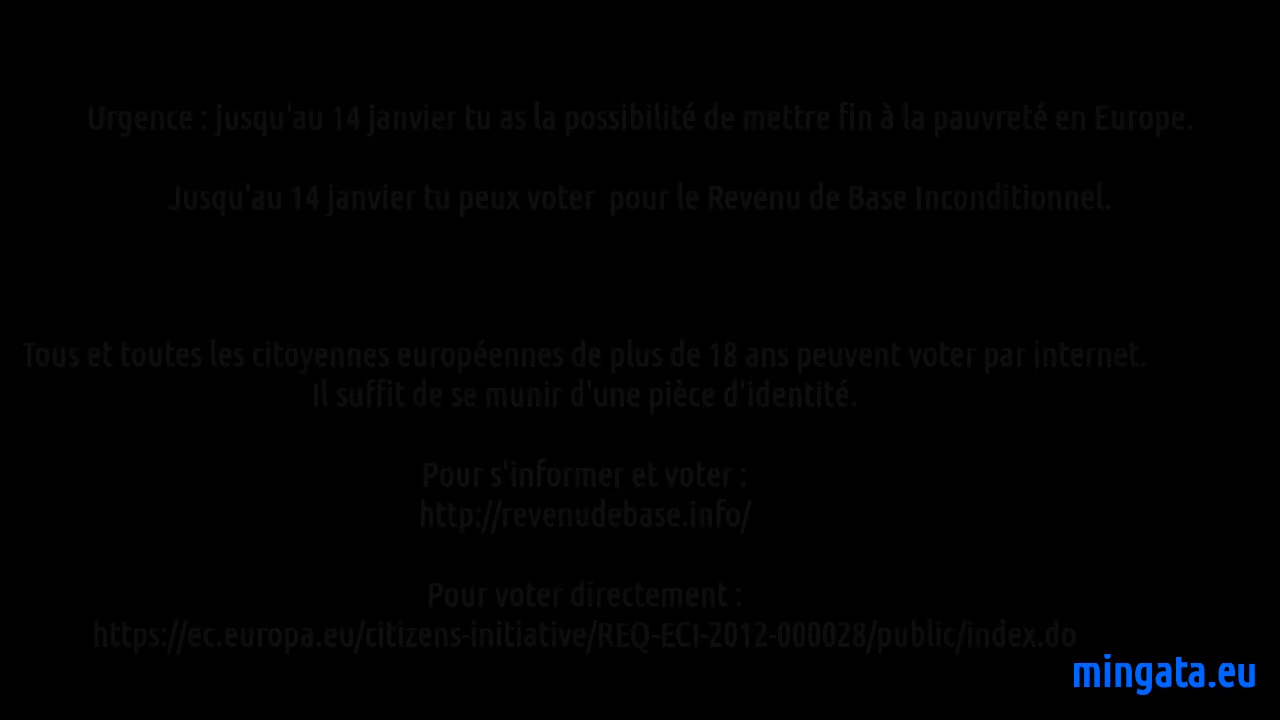 Urgence : jusqu'au 14 janvier tu as la possibilité de mettre fin à la pauvreté en Europe.
Jusqu'au 14 janvier tu peux voter  pour le Revenu de Base Inconditionnel.
Tous et toutes les citoyennes européennes de plus de 18 ans peuvent voter par internet.
Il suffit de se munir d'une pièce d'identité.
Pour s'informer et voter :
http://revenudebase.info/
Pour voter directement :
https://ec.europa.eu/citizens-initiative/REQ-ECI-2012-000028/public/index.do
mingata.eu